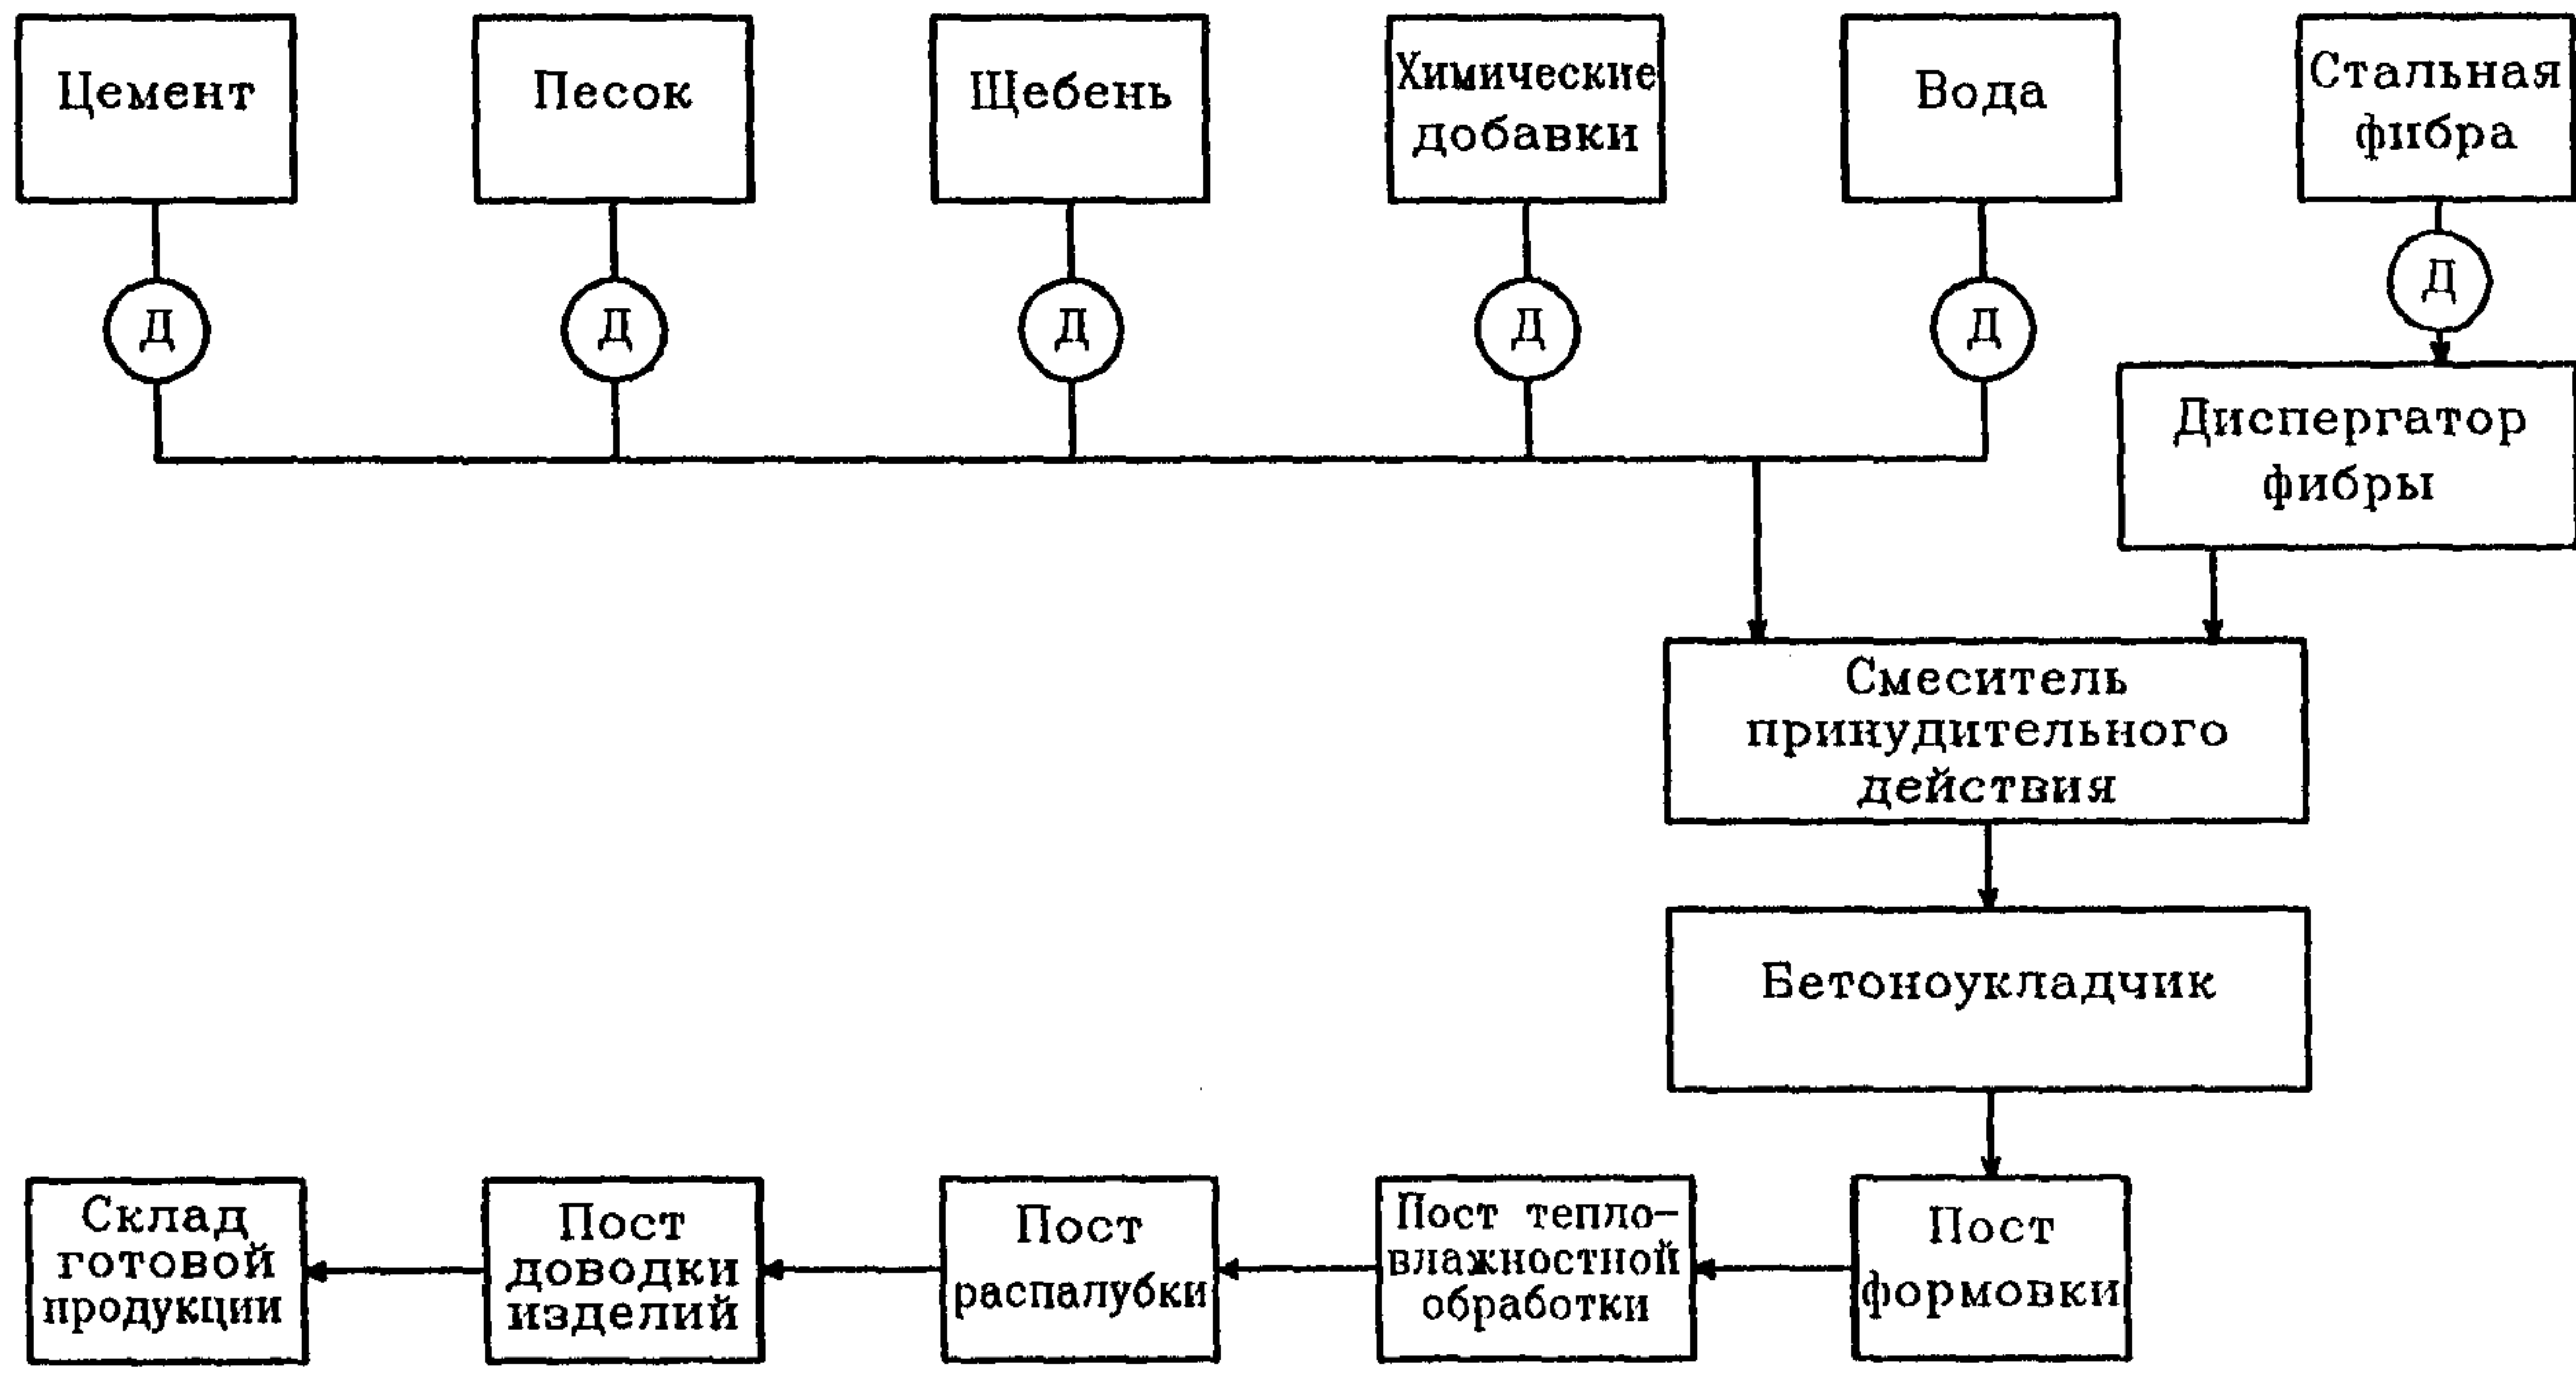 Цемент
Песок
Щебень
Химические
добавки
Вода
Стальная
фибра
Д
Д
Д
Д
Д
Д
Диспергатор
фибры
Смеситель
принудительного
действия
Бетоноукладчик
Склад
готовой
продукции
Пост
доводки
изделий
Пост
распалубки
Пост тепло-
влажностной
обработки
Пост
формовки